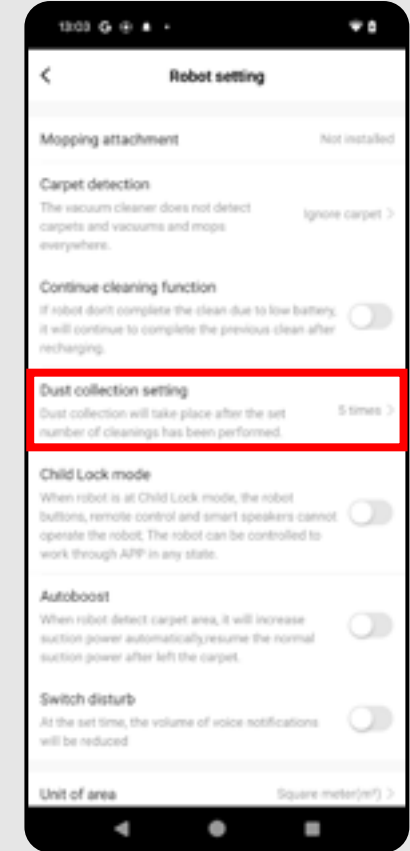 13:03 G
Robot setting
Mopping attachment Not installed
Carpet detection
The vacuum cleaner does not detect
carpets and vacuums and mops
everywhere.
Ignore carpet >
Continue cleaning function
If robot don't complete the clean due to low battery,
it will continue to complete the previous clean after
recharging.
Dust collection setting
Dust collection will take place after the set
number of cleanings has been performed.
5 times >
Child Lock mode
When robot is at Child Lock mode, the robot
buttons, remote control and smart speakers cannot
operate the robot. The robot can be controlled to
work through APP in any state.
Autoboost
When robot detect carpet area, it will increase
suction power automatically,resume the normal
suction power after left the carpet.
Switch disturb
At the set time, the volume of voice notifications
will be reduced
Unit of area Square meter(m²) >